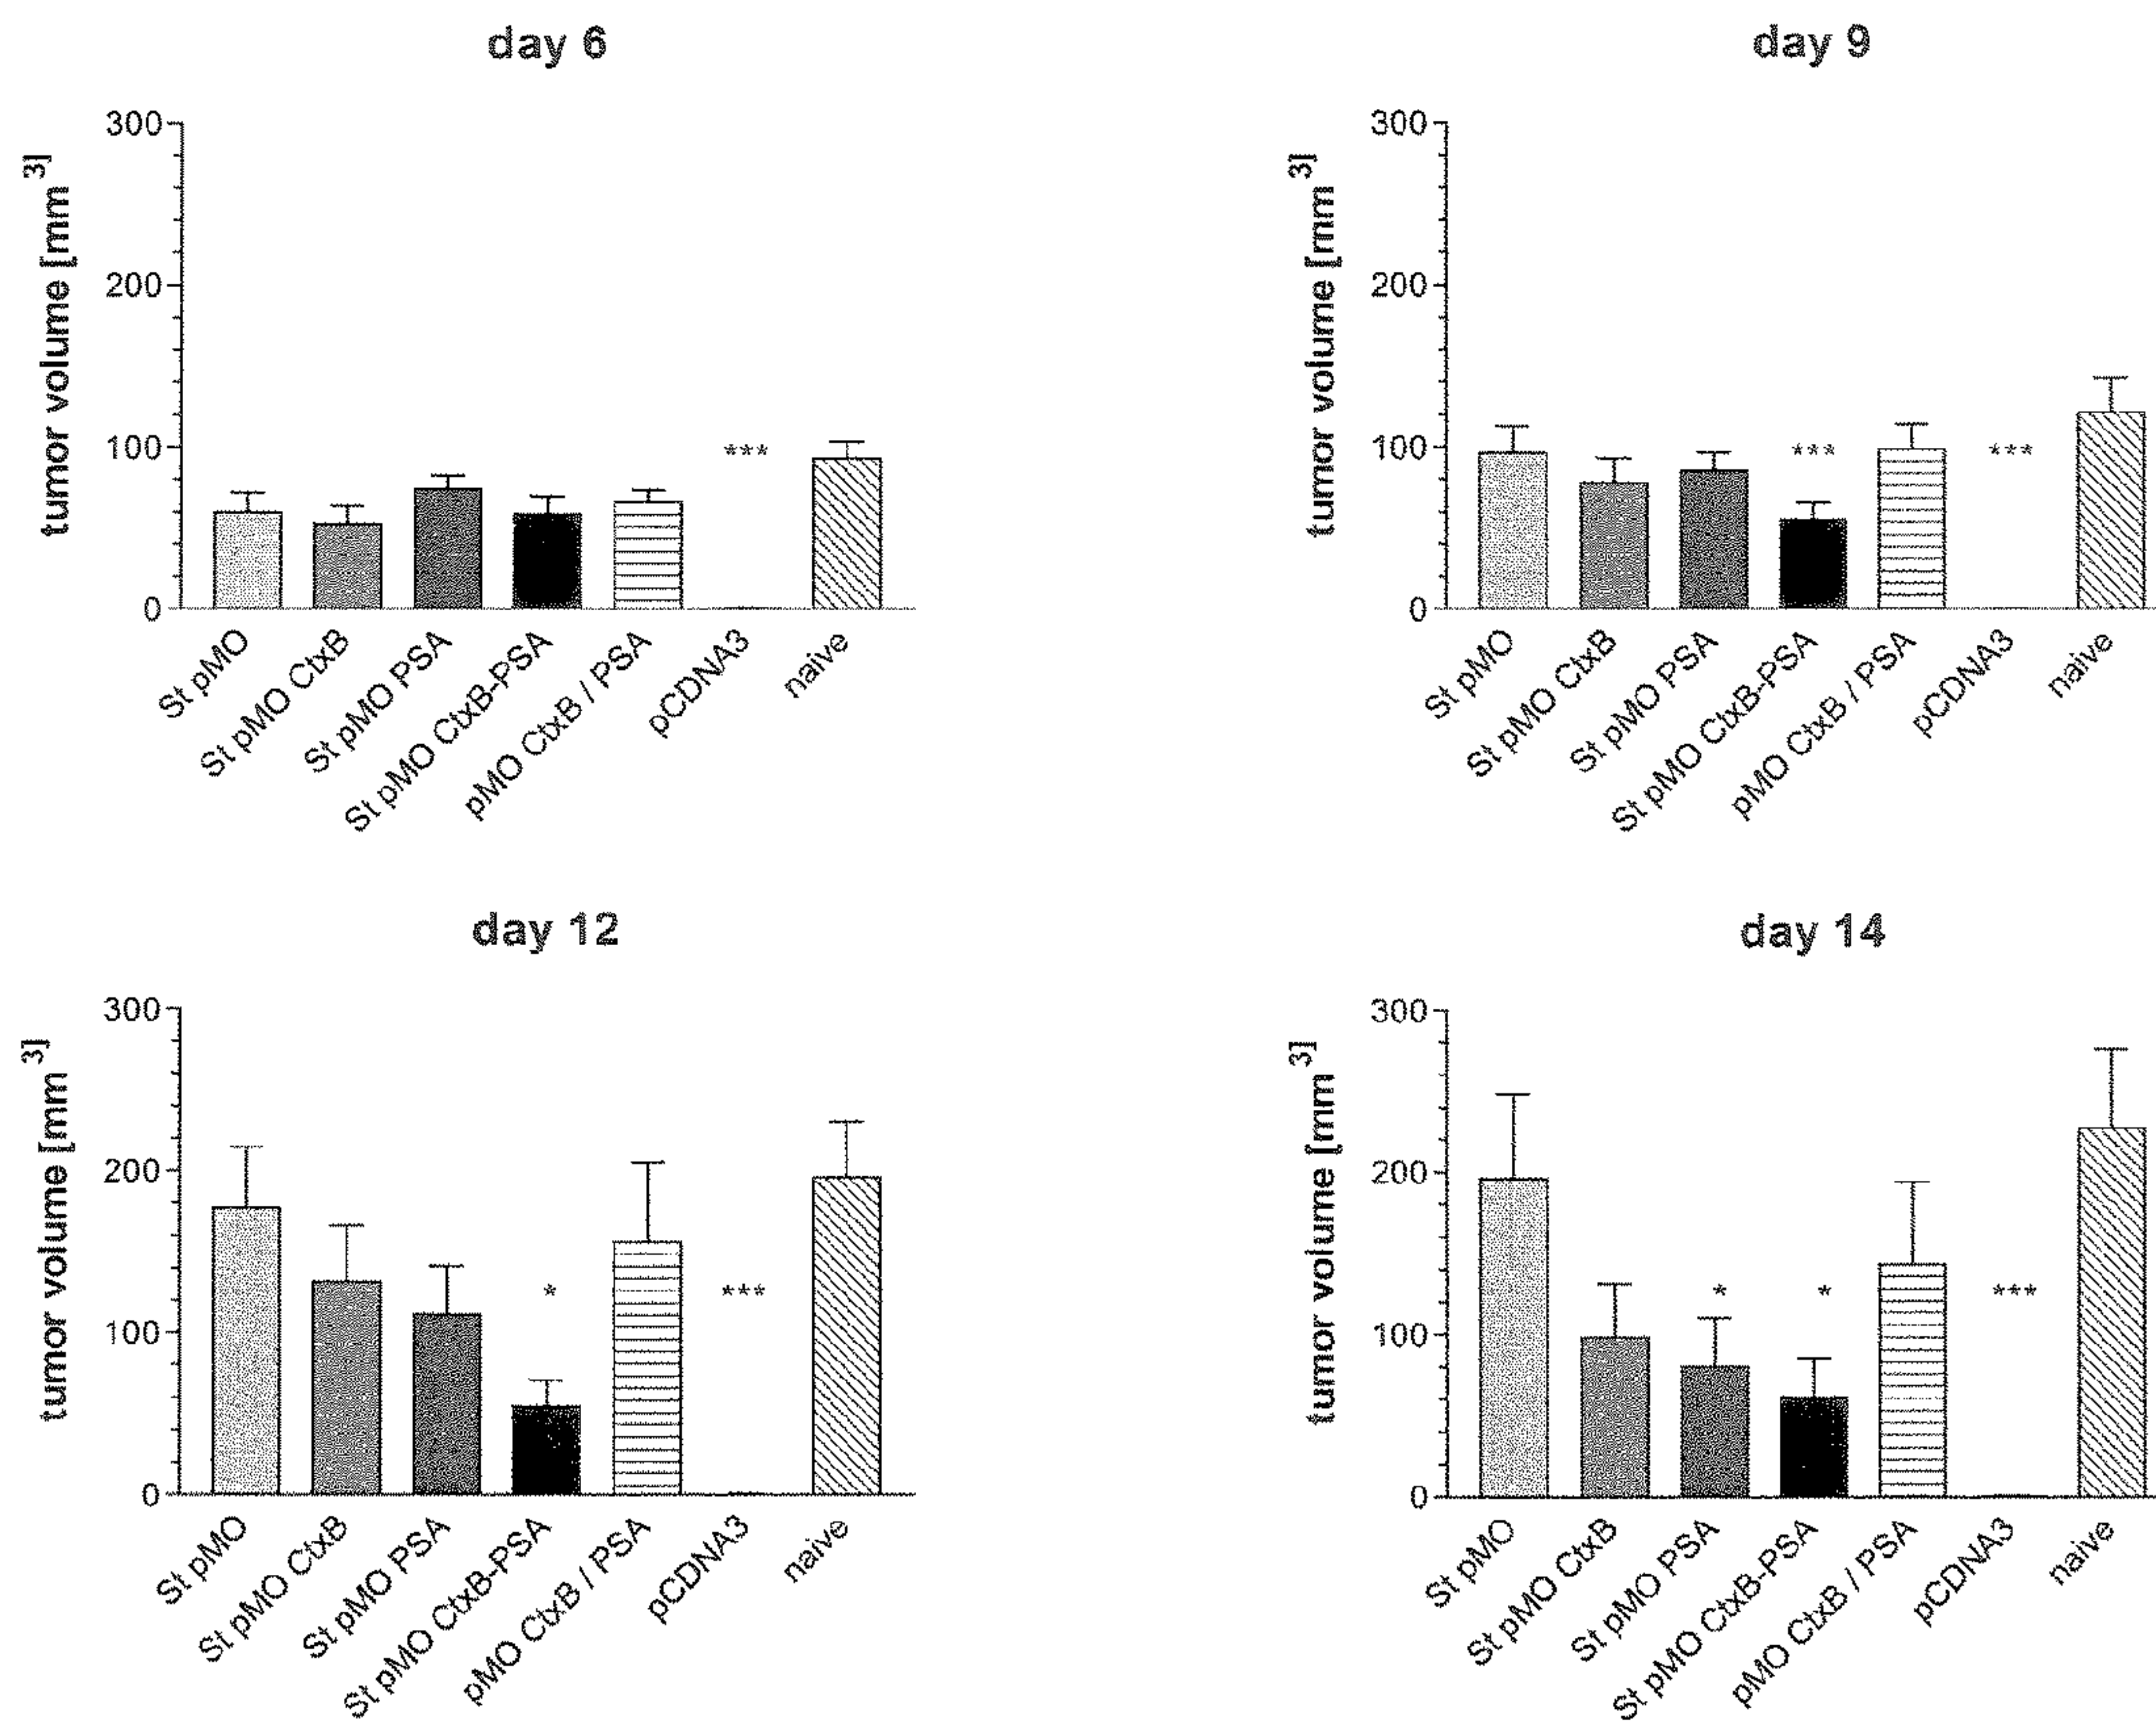 day 6
tumor volume [mm3]
300
200
100
0
***
St pMO
St pMO CtxB
St pMO PSA
St pMO CtxB-PSA
pMO CtxB / PSA
pCDNA3
naive
day 9
tumor volume [mm3]
300
200
100
0
***
***
St pMO
St pMO CtxB
St pMO PSA
St pMO CtxB-PSA
pMO CtxB / PSA
pCDNA3
naive
day 12
tumor volume [mm3]
300
200
100
0
*
***
St pMO
St pMO CtxB
St pMO PSA
St pMO CtxB-PSA
pMO CtxB / PSA
pCDNA3
naive
day 14
tumor volume [mm3]
300
200
100
0
*
*
***
St pMO
St pMO CtxB
St pMO PSA
St pMO CtxB-PSA
pMO CtxB / PSA
pCDNA3
naive